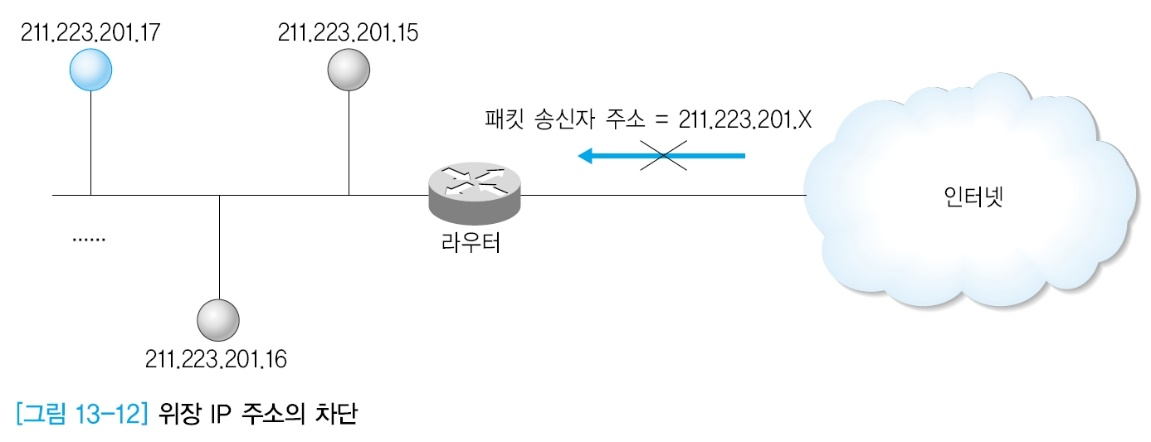 211.223.201.17
211.223.201.15
패킷 송신자 주소 = 211.223.201.X
인터넷
라우터
......
211.223.201.16
[그림 13-12] 위장 IP 주소의 차단